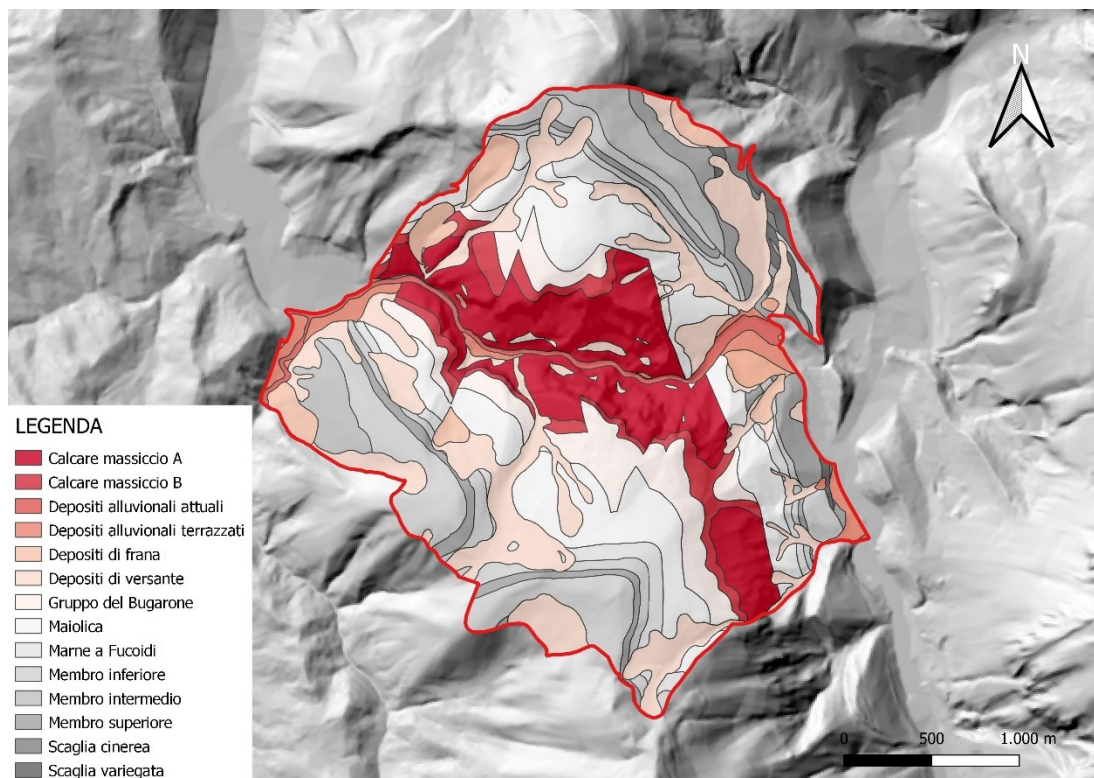 N
LEGENDA
Calcare massiccio A
Calcare massiccio B
Depositi alluvionali attuali
Depositi alluvionali terrazzati
Depositi di frana
Depositi di versante
Gruppo del Bugarone
Maiolica
Marne a Fucoidi
Membro inferiore
Membro intermedio
Membro superiore
Scaglia cinerea
Scaglia variegata
0 500 1.000 m